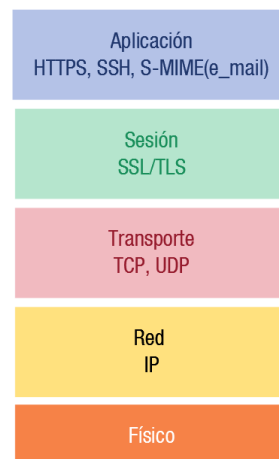 Aplicación
HTTPS, SSH, S-MIME(e_mail)
Sesión
SSL/TLS
Transporte
TCP, UDP
Red
IP
Físico